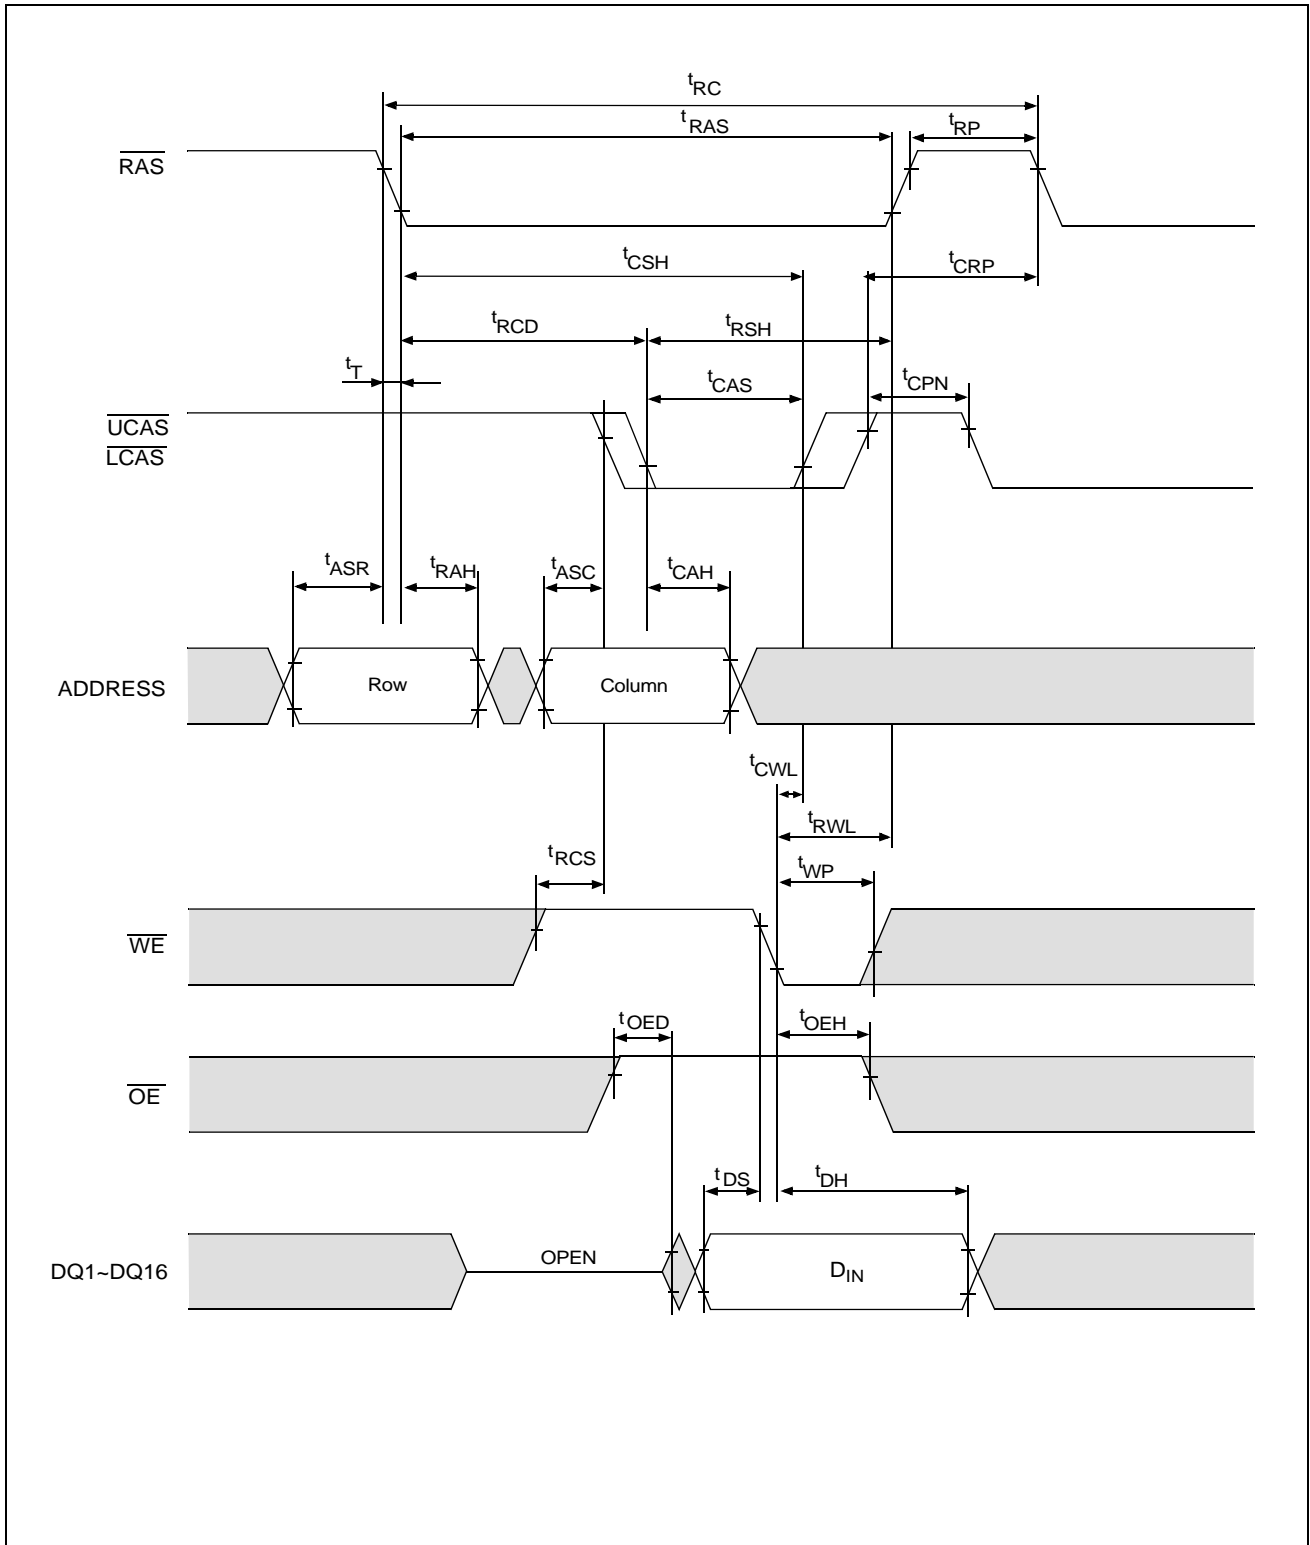 tRC
tRAS
tRP
RAS
tCSH
tCRP
tRCD
tRSH
tT
tCAS
tCPN
UCAS
LCAS
tASR
tRAH
tASC
tCAH
ADDRESS
Row
Column
tCWL
tRWL
tRCS
tWP
WE
tOED
tOEH
OE
tDS
tDH
DQ1~DQ16
OPEN
DIN